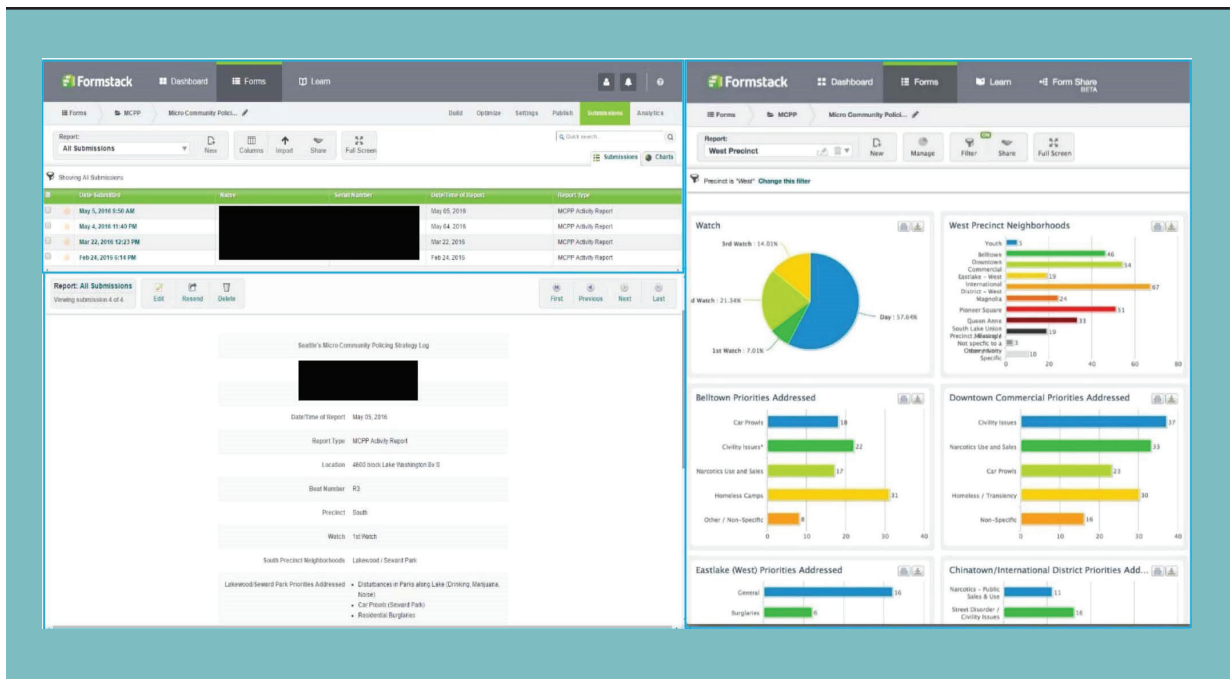 Formstack Dashboard Forms Learn
Forms MCPP Micro Community Polici... Build Optimize Settings Publish Submissions Analytics
Report:
All Submissions New Columns Import Share Full Screen Quick search
Submissions Charts
Showing All Submissions
Date Submitted Name Serial Number Date/Time of Report Report Type
May 5, 2016 9:50 AM May 05, 2016 MCPP Activity Report
May 4, 2016 11:40 PM May 04, 2016 MCPP Activity Report
Mar 22, 2016 12:23 PM Mar 22, 2016 MCPP Activity Report
Feb 24, 2016 6:14 PM Feb 24, 2016 MCPP Activity Report
Report: All Submissions
Viewing submission 4 of 4 Edit Resend Delete First Previous Next Last
Seattle's Micro Community Policing Strategy Log
Date/Time of Report May 05, 2016
Report Type MCPP Activity Report
Location 4600 block Lake Washington Bv S
Beat Number R3
Precinct South
Watch 1st Watch
South Precinct Neighborhoods Lakewood / Seward Park
Lakewood/Seward Park Priorities Addressed • Disturbances in Parks along Lake (Drinking, Marijuana,
Noise)
• Car Prowls (Seward Park)
• Residential Burglaries
Formstack Dashboard Forms Learn Form Share
BETA
Forms MCPP Micro Community Polici...
Report:
West Precinct New Manage Filter On Share Full Screen
Precinct is "West" Change this filter
Watch
3rd Watch : 14.01%
d Watch : 21.34%
Day : 57.64%
1st Watch : 7.01%
West Precinct Neighborhoods
Youth 5
Belltown 46
Downtown
Commercial 54
Eastlake - West 19
International
District - West 67
Magnolia 24
Pioneer Square 51
Queen Anne 33
South Lake Union 19
Precinct
Not specific to a 3
Specific 10
0 20 40 60 80
Belltown Priorities Addressed
Car Prowls 18
Civility Issues* 22
Narcotics Use and Sales 17
Homeless Camps 31
Other / Non-Specific 8
0 10 20 30 40
Downtown Commercial Priorities Addressed
Civility Issues 37
Narcotics Use and Sales 33
Car Prowls 23
Homeless / Transiency 30
Non-Specific 16
0 10 20 30 40
Eastlake (West) Priorities Addressed
General 16
Burglaries 6
Chinatown/International District Priorities Add...
Narcotics - Public
Sales & Use 11
Street Disorder /
Civility Issues 18